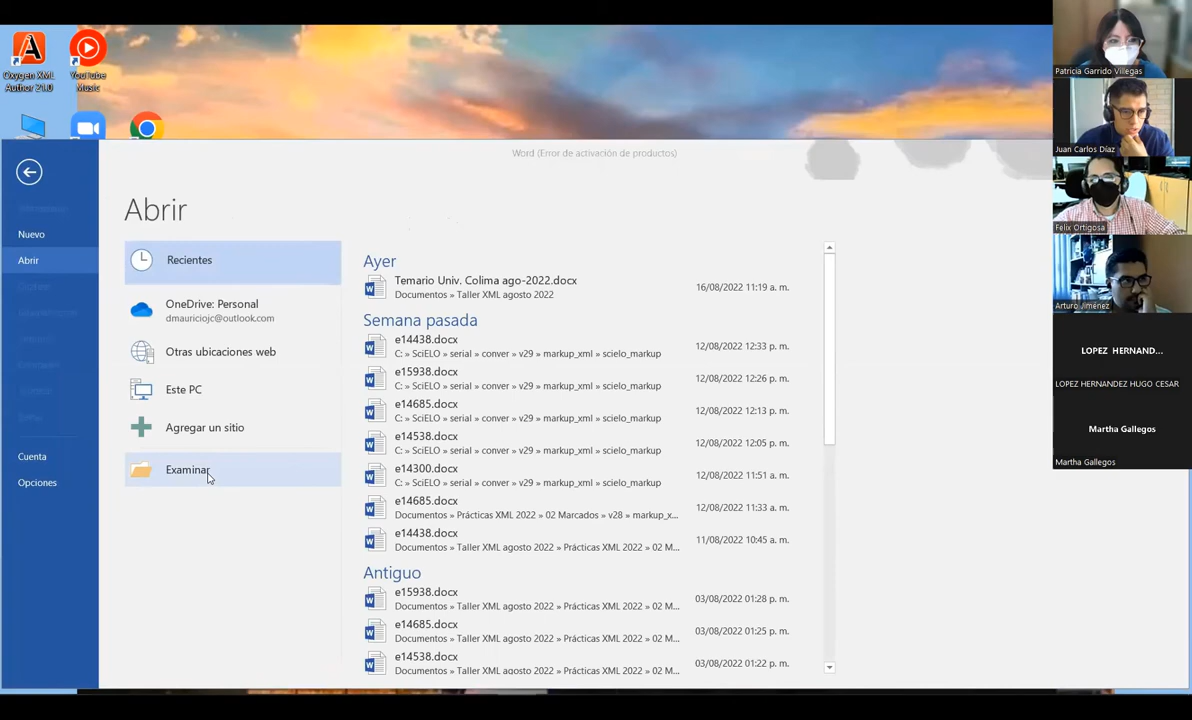 Oxygen XML
Author 21.0
YouTube
Music
Word (Error de activación de productos)
Nuevo
Abrir
Cuenta
Opciones
Abrir
Recientes
OneDrive: Personal
dmauriciojc@outlook.com
Otras ubicaciones web
Este PC
Agregar un sitio
Examinar
Ayer
Temario Univ. Colima ago-2022.docx
Documentos » Taller XML agosto 2022
16/08/2022 11:19 a. m.
Semana pasada
e14438.docx
C: » SciELO » serial » conver » v29 » markup_xml » scielo_markup
12/08/2022 12:33 p. m.
e15938.docx
C: » SciELO » serial » conver » v29 » markup_xml » scielo_markup
12/08/2022 12:26 p. m.
e14685.docx
C: » SciELO » serial » conver » v29 » markup_xml » scielo_markup
12/08/2022 12:13 p. m.
e14538.docx
C: » SciELO » serial » conver » v29 » markup_xml » scielo_markup
12/08/2022 12:05 p. m.
e14300.docx
C: » SciELO » serial » conver » v29 » markup_xml » scielo_markup
12/08/2022 11:51 a. m.
e14685.docx
Documentos » Prácticas XML 2022 » 02 Marcados » v28 » markup_x...
12/08/2022 11:33 a. m.
e14438.docx
Documentos » Taller XML agosto 2022 » Prácticas XML 2022 » 02 M...
11/08/2022 10:45 a. m.
Antiguo
e15938.docx
Documentos » Taller XML agosto 2022 » Prácticas XML 2022 » 02 M...
03/08/2022 01:28 p. m.
e14685.docx
Documentos » Taller XML agosto 2022 » Prácticas XML 2022 » 02 M...
03/08/2022 01:25 p. m.
e14538.docx
Documentos » Taller XML agosto 2022 » Prácticas XML 2022 » 02 M...
03/08/2022 01:22 p. m.
Patricia Garrido Villegas
Juan Carlos Díaz
Felix Ortigosa
Arturo Jiménez
LOPEZ HERNAND...
LOPEZ HERNANDEZ HUGO CESAR
Martha Gallegos
Martha Gallegos